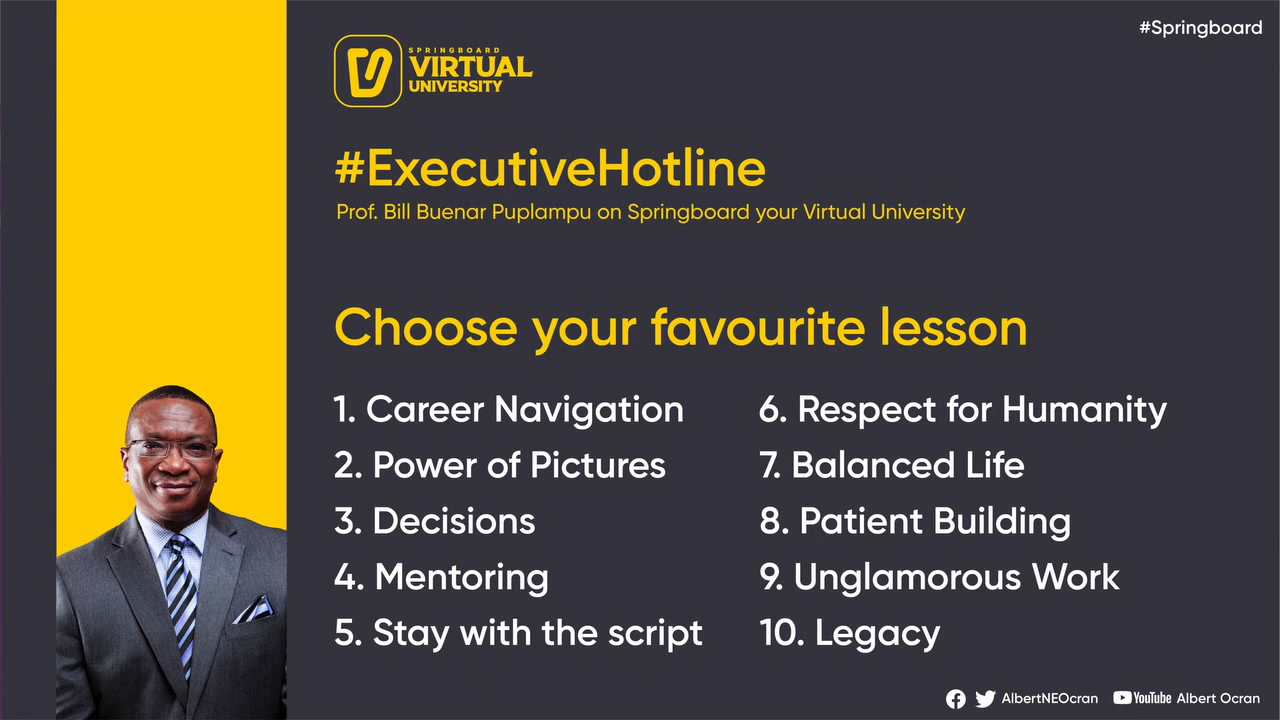 #Springboard
SPRINGBOARD
VIRTUAL
UNIVERSITY
#ExecutiveHotline
Prof. Bill Buenar Puplampu on Springboard your Virtual University
Choose your favourite lesson
1. Career Navigation
2. Power of Pictures
3. Decisions
4. Mentoring
5. Stay with the script
6. Respect for Humanity
7. Balanced Life
8. Patient Building
9. Unglamorous Work
10. Legacy
AlbertNEOcran YouTube Albert Ocran